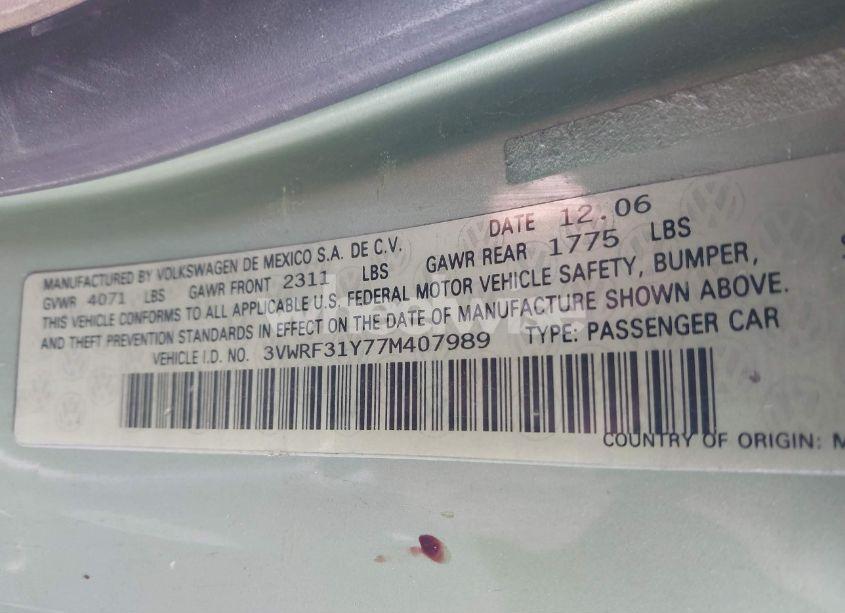 DATE 12.06
MANUFACTURED BY VOLKSWAGEN DE MEXICO S.A. DE C.V.
GVWR 4071 LBS GAWR FRONT 2311 LBS GAWR REAR 1775 LBS
THIS VEHICLE CONFORMS TO ALL APPLICABLE U.S. FEDERAL MOTOR VEHICLE SAFETY, BUMPER,
AND THEFT PREVENTION STANDARDS IN EFFECT ON THE DATE OF MANUFACTURE SHOWN ABOVE.
VEHICLE I.D. NO. 3VWRF31Y77M407989 TYPE: PASSENGER CAR
COUNTRY OF ORIGIN: M